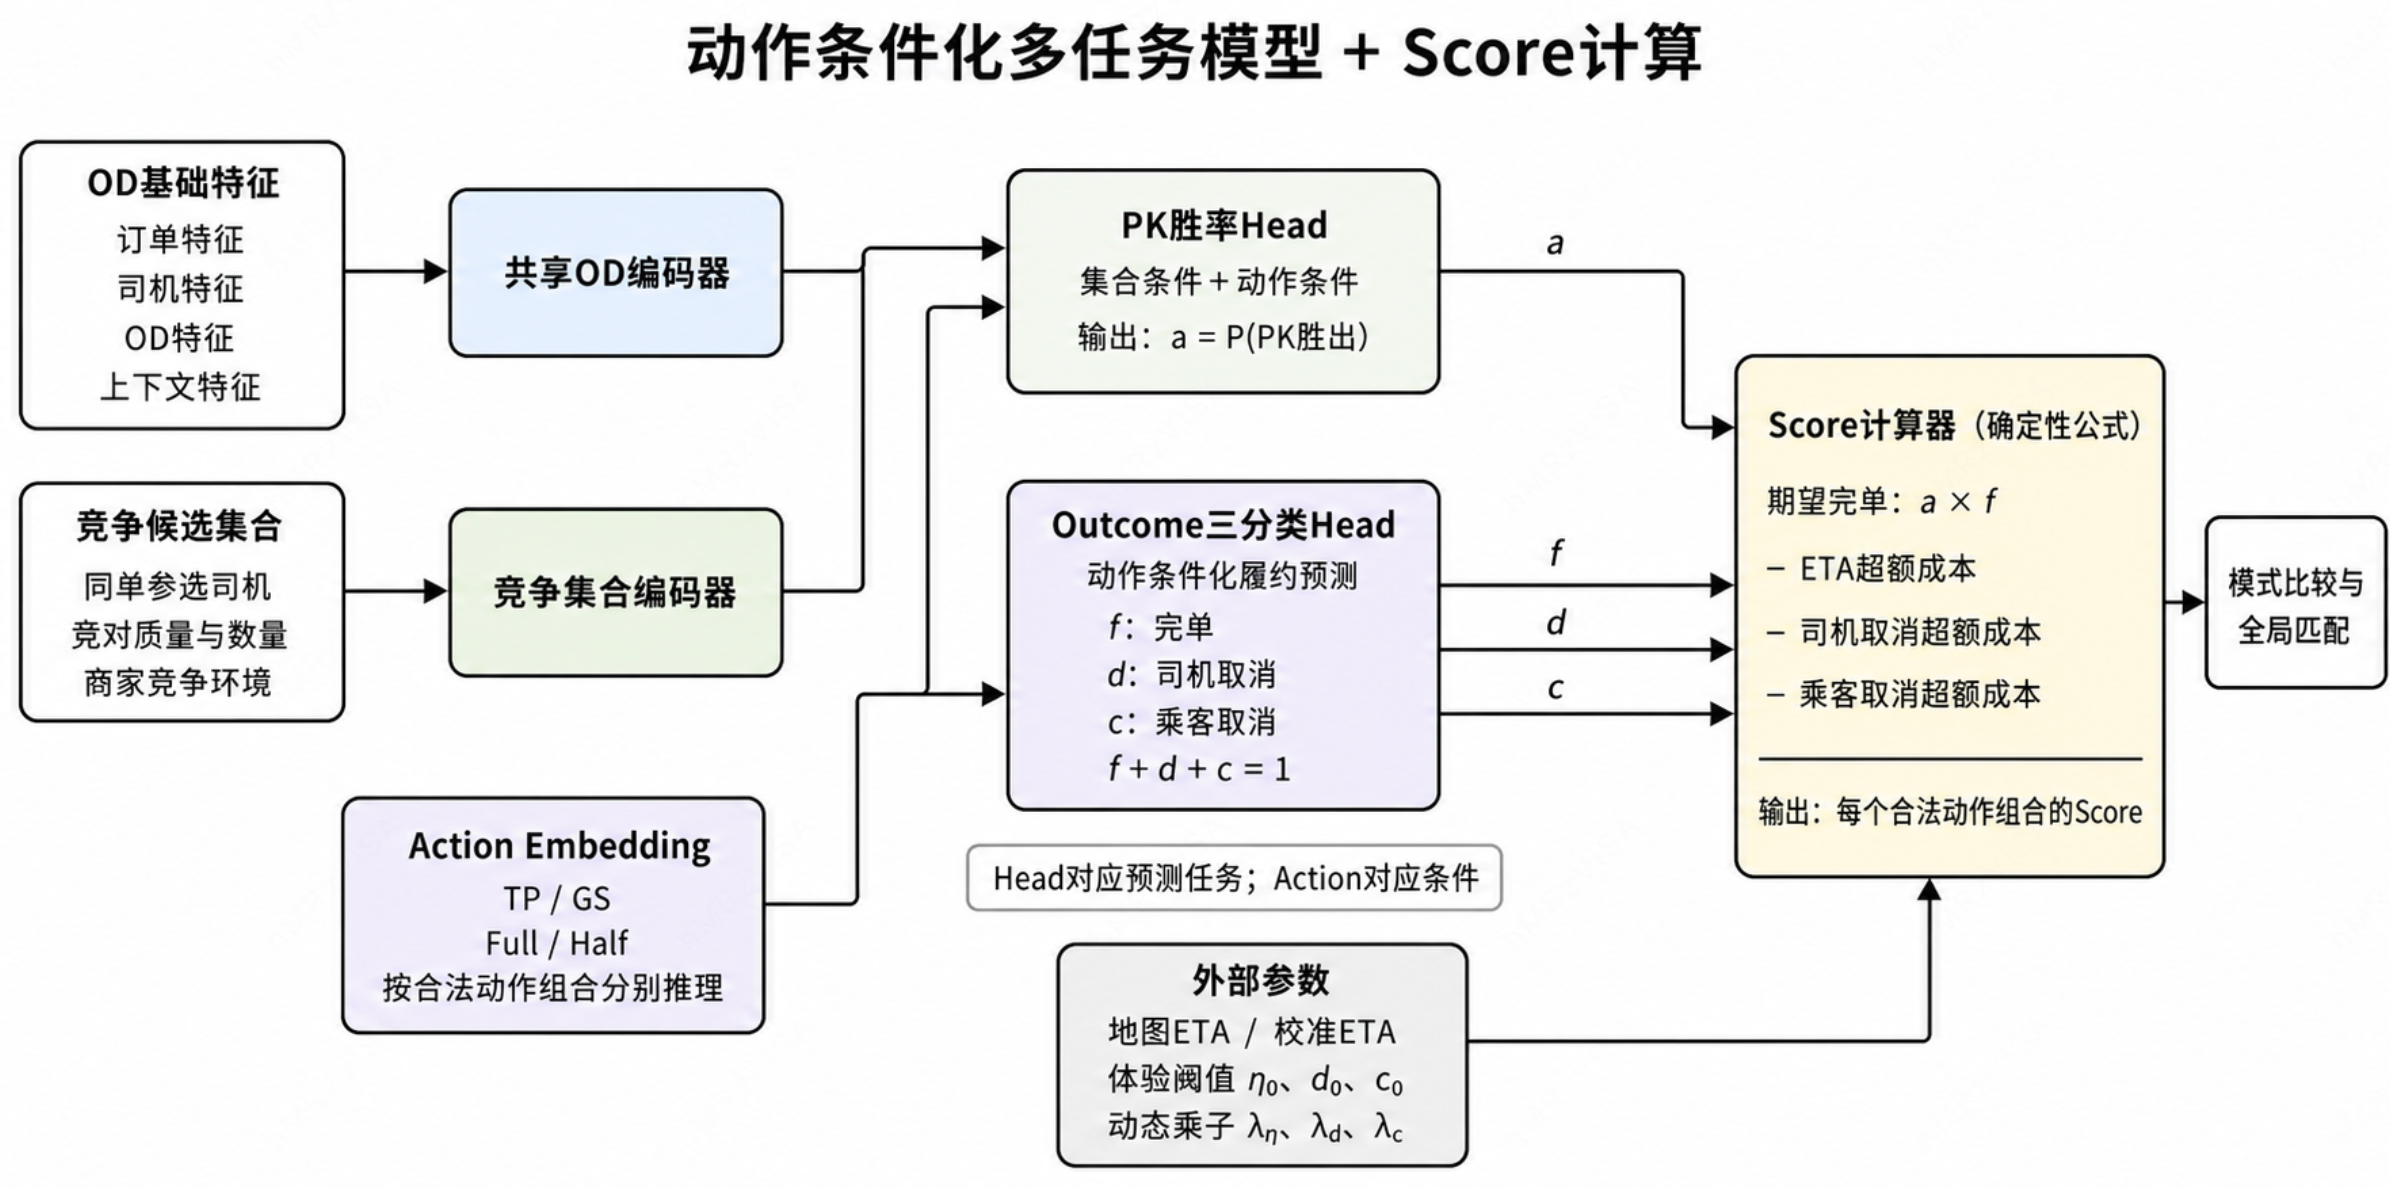 动作条件化多任务模型 + Score计算
OD基础特征
订单特征
司机特征
OD特征
上下文特征
共享OD编码器
竞争候选集合
同单参选司机
竞对质量与数量
商家竞争环境
竞争集合编码器
Action Embedding
TP / GS
Full / Half
按合法动作组合分别推理
PK胜率Head
集合条件 + 动作条件
输出：a = P(PK胜出)
a
Outcome三分类Head
动作条件化履约预测
f：完单
d：司机取消
c：乘客取消
f + d + c = 1
f
d
c
Head对应预测任务；Action对应条件
外部参数
地图ETA / 校准ETA
体验阈值 η₀、d₀、c₀
动态乘子 λη、λd、λc
Score计算器（确定性公式）
期望完单：a × f
– ETA超额成本
– 司机取消超额成本
– 乘客取消超额成本
输出：每个合法动作组合的Score
模式比较与
全局匹配